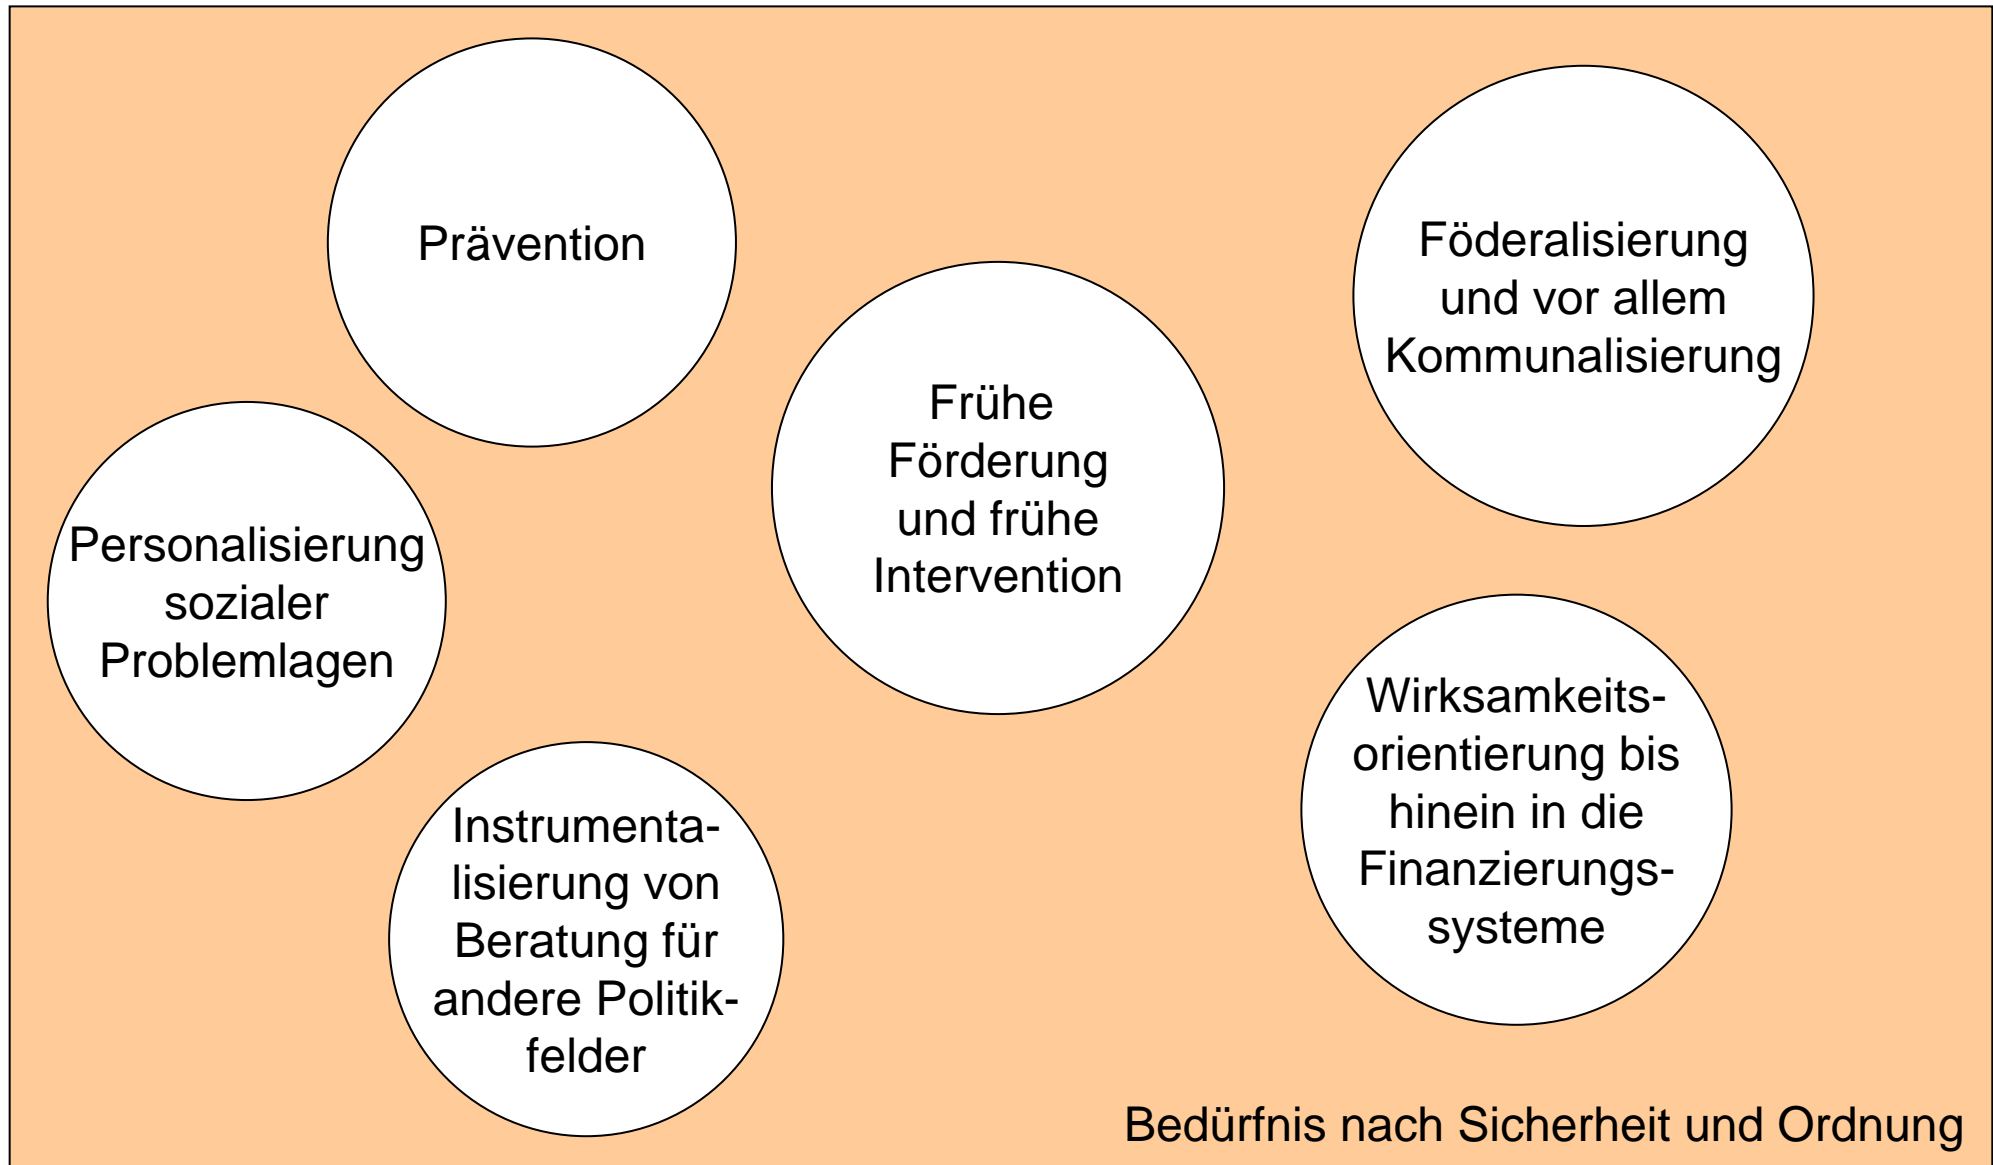 Prävention
Föderalisierung
und vor allem
Kommunalisierung
Frühe
Förderung
und frühe
Intervention
Personalisierung
sozialer
Problemlagen
Wirksamkeits-
orientierung bis
hinein in die
Finanzierungs-
systeme
Instrumenta-
lisierung von
Beratung für
andere Politik-
felder
Bedürfnis nach Sicherheit und Ordnung